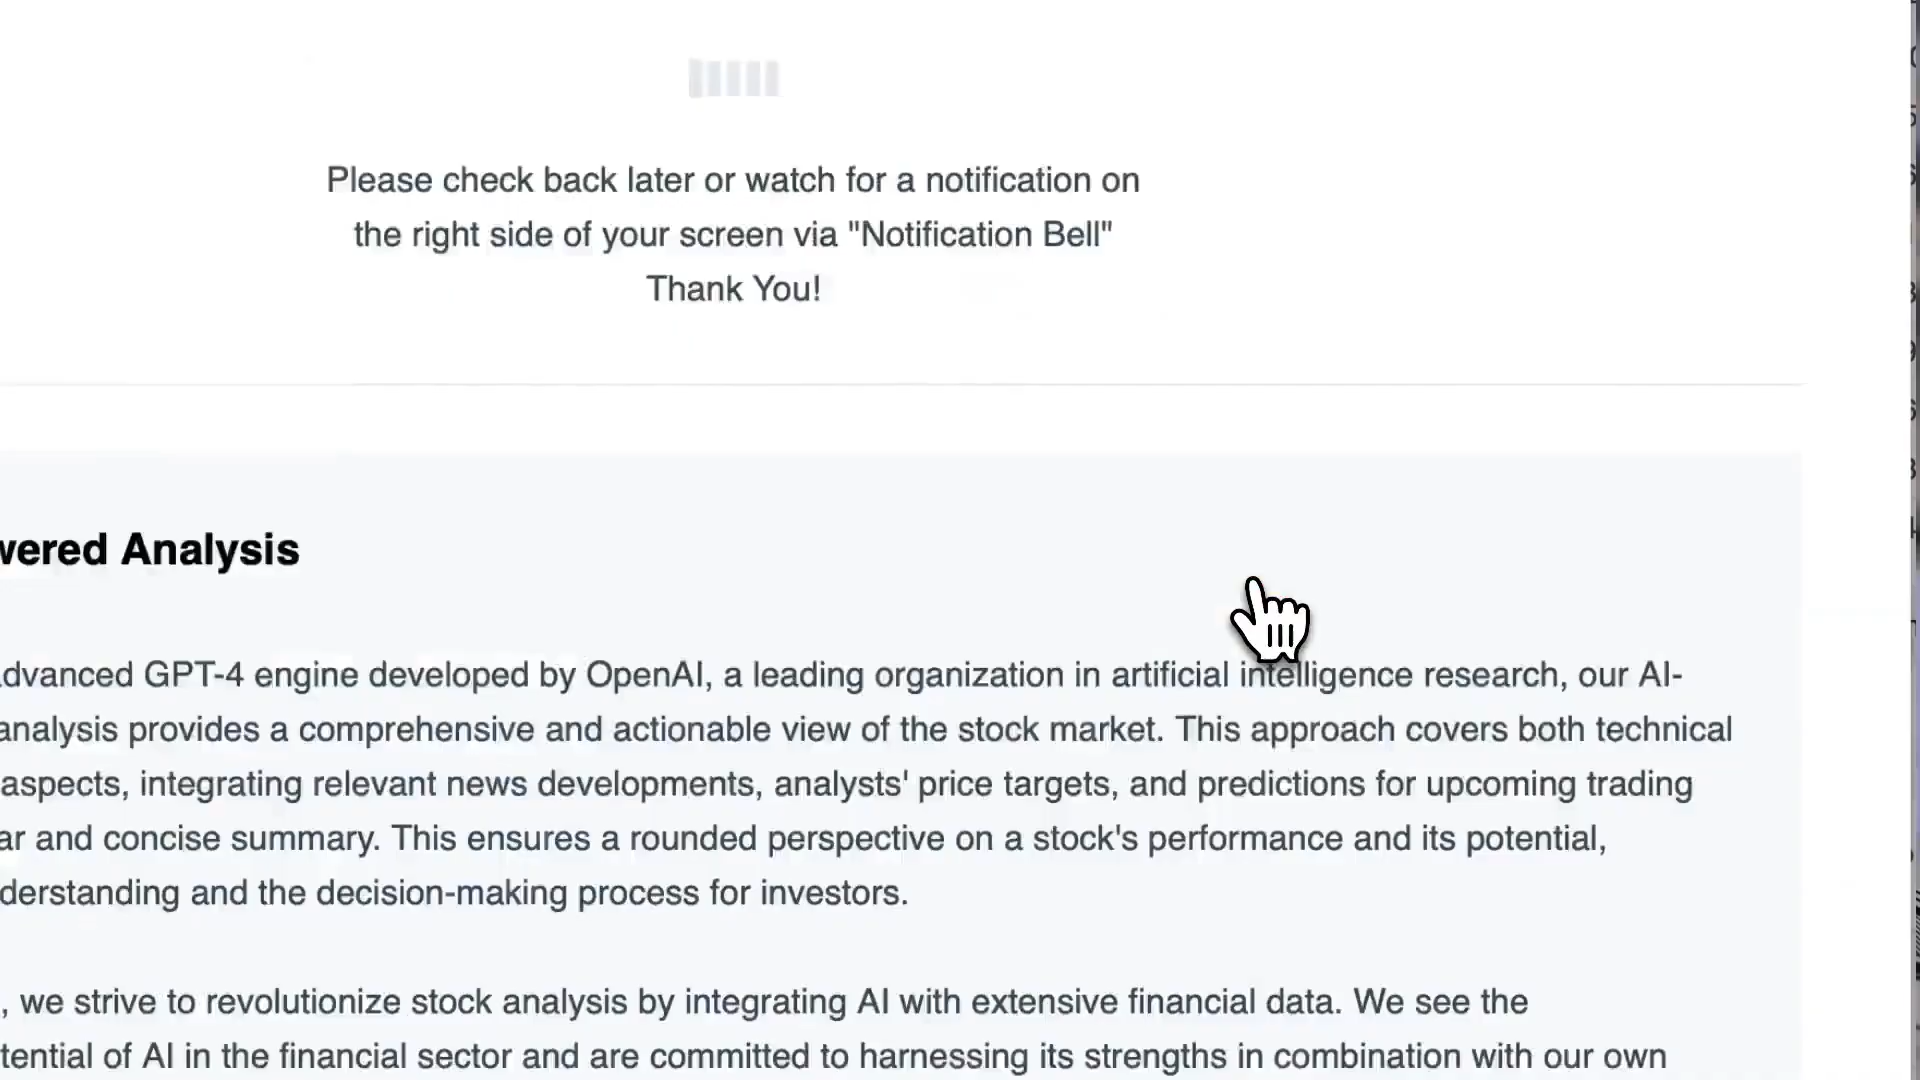 Please check back later or watch for a notification on
the right side of your screen via "Notification Bell"
Thank You!
wered Analysis
dvanced GPT-4 engine developed by OpenAI, a leading organization in artificial intelligence research, our AI-
analysis provides a comprehensive and actionable view of the stock market. This approach covers both technical
aspects, integrating relevant news developments, analysts' price targets, and predictions for upcoming trading
ar and concise summary. This ensures a rounded perspective on a stock's performance and its potential,
derstanding and the decision-making process for investors.
, we strive to revolutionize stock analysis by integrating AI with extensive financial data. We see the
tential of AI in the financial sector and are committed to harnessing its strengths in combination with our own